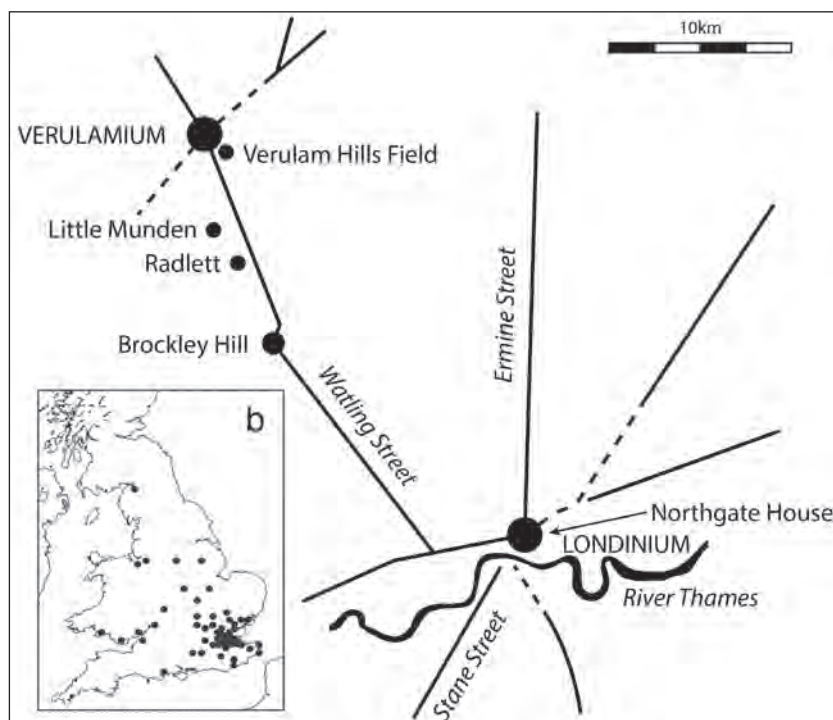 10km
VERULAMIUM
Verulam Hills Field
Little Munden
Radlett
Brockley Hill
Watling Street
Ermine Street
b
Northgate House
LONDINIUM
River Thames
Stane Street